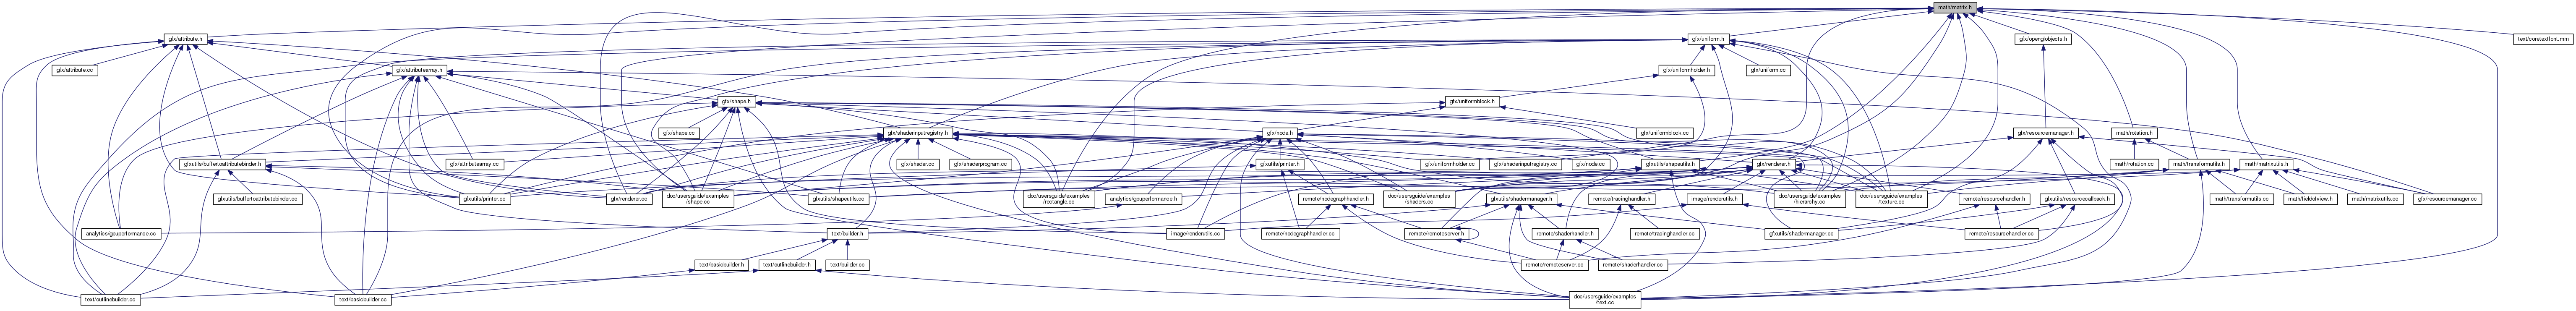 math/matrix.h
gfx/attribute.h
gfx/uniform.h
gfx/openglobjects.h
text/coretextfont.mm
gfx/attribute.cc
gfx/attributearray.h
gfx/uniformholder.h
gfx/uniform.cc
gfx/shape.h
gfx/uniformblock.h
gfx/shape.cc
gfx/shaderinputregistry.h
gfx/node.h
gfx/uniformblock.cc
gfx/resourcemanager.h
math/rotation.h
gfxutils/buffertoattributebinder.h
gfx/attributearray.cc
gfx/shader.cc
gfx/shaderprogram.cc
gfxutils/printer.h
gfx/uniformholder.cc
gfx/shaderinputregistry.cc
gfx/node.cc
gfxutils/shapeutils.h
gfx/renderer.h
math/rotation.cc
math/transformutils.h
math/matrixutils.h
gfxutils/buffertoattributebinder.cc
gfxutils/printer.cc
gfx/renderer.cc
doc/usersguide/examples
/shape.cc
gfxutils/shapeutils.cc
doc/usersguide/examples
/rectangle.cc
analytics/gpuperformance.h
remote/nodegraphhandler.h
doc/usersguide/examples
/shaders.cc
gfxutils/shadermanager.h
remote/tracinghandler.h
image/renderutils.h
doc/usersguide/examples
/hierarchy.cc
doc/usersguide/examples
/texture.cc
remote/resourcehandler.h
gfxutils/resourcecallback.h
math/transformutils.cc
math/fieldofview.h
math/matrixutils.cc
gfx/resourcemanager.cc
analytics/gpuperformance.cc
text/builder.h
image/renderutils.cc
remote/nodegraphhandler.cc
remote/remoteserver.h
remote/shaderhandler.h
remote/tracinghandler.cc
gfxutils/shadermanager.cc
remote/resourcehandler.cc
text/basicbuilder.h
text/outlinebuilder.h
text/builder.cc
remote/remoteserver.cc
remote/shaderhandler.cc
text/outlinebuilder.cc
text/basicbuilder.cc
doc/usersguide/examples
/text.cc